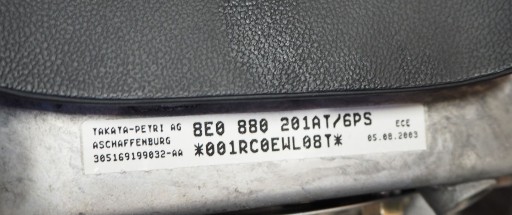 TAKATA-PETRI AG 8E0 880 201AT/6PS ECE
ASCHAFFENBURG *001RC0EWL08T* 05.08.2003
305169199032-AA